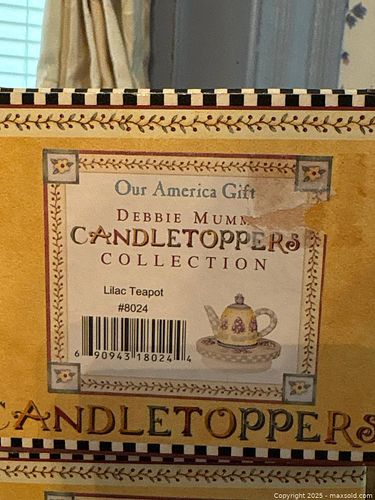 Our America Gift
DEBBIE MUMM
CANDLETOPPERS
COLLECTION
Lilac Teapot
#8024
6 90943 18024 4
CANDLETOPPERS
Copyright 2025 - maxsold.com